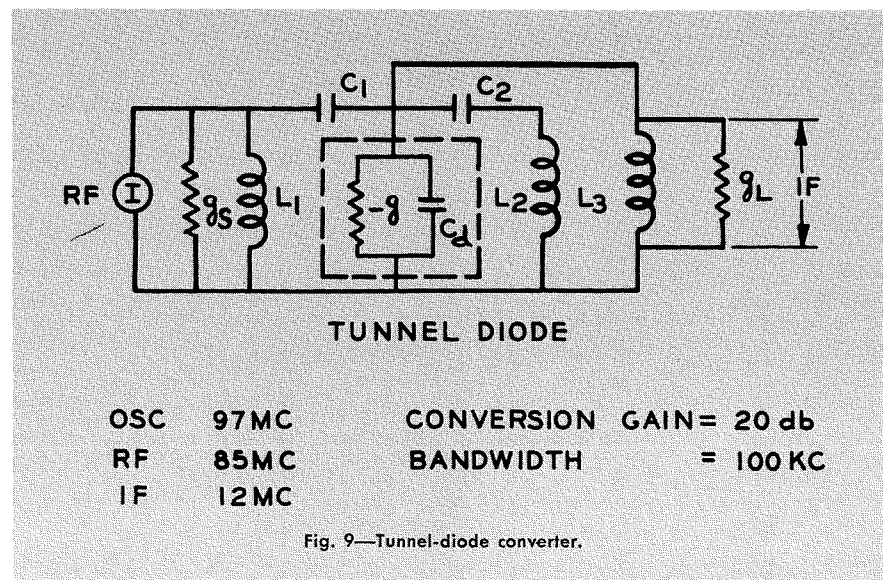 C1
C2
RF
I
gs
L1
-g
Cd
L2
L3
gL
IF
TUNNEL DIODE
OSC 97MC CONVERSION GAIN= 20 db
RF 85MC BANDWIDTH = 100 KC
IF 12MC
Fig. 9—Tunnel-diode converter.